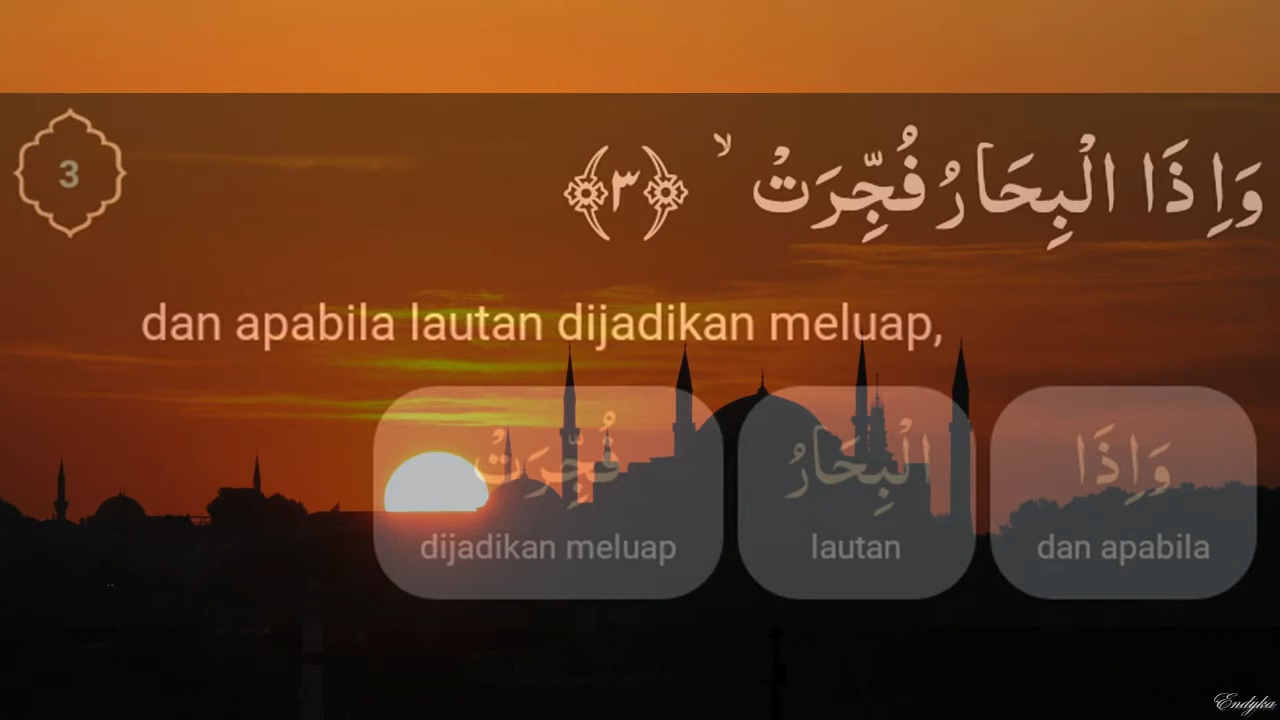 3
وَاِذَا الْبِحَارُ فُجِّرَتْ ۙ ﴿٣﴾
dan apabila lautan dijadikan meluap,
وَاِذَا الْبِحَارُ فُجِّرَتْ
dijadikan meluap lautan dan apabila
Endyka